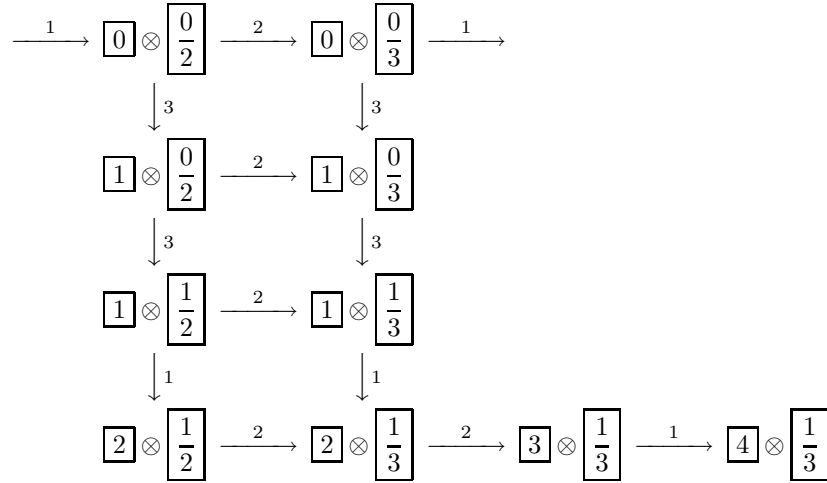 1 0 ⊗ 0/2 2 0 ⊗ 0/3 1
3 3
1 ⊗ 0/2 2 1 ⊗ 0/3
3 3
1 ⊗ 1/2 2 1 ⊗ 1/3
1 1
2 ⊗ 1/2 2 2 ⊗ 1/3 2 3 ⊗ 1/3 1 4 ⊗ 1/3